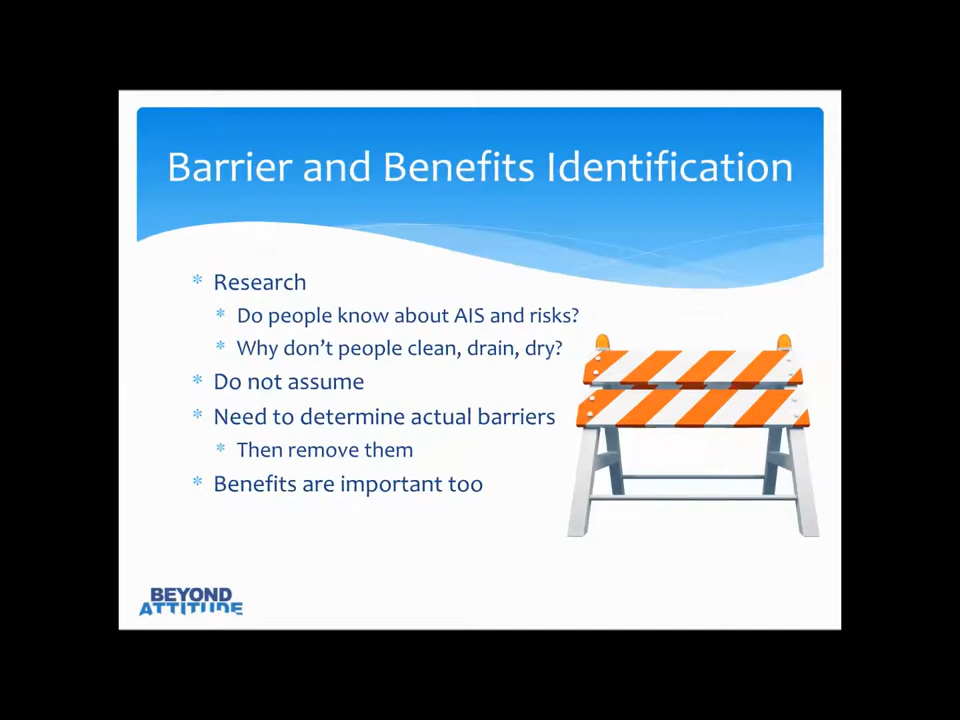 Barrier and Benefits Identification
* Research
* Do people know about AIS and risks?
* Why don't people clean, drain, dry?
* Do not assume
* Need to determine actual barriers
* Then remove them
* Benefits are important too
BEYOND
ATTITUDE